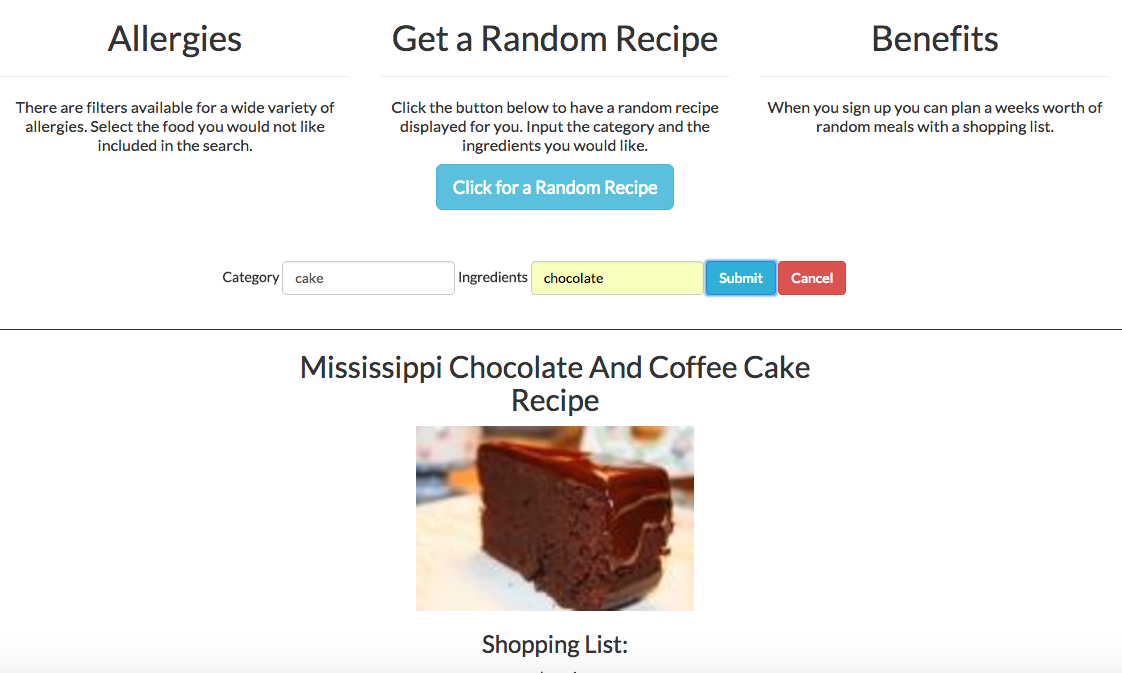 Allergies
There are filters available for a wide variety of
allergies. Select the food you would not like
included in the search.
Get a Random Recipe
Click the button below to have a random recipe
displayed for you. Input the category and the
ingredients you would like.
Click for a Random Recipe
Benefits
When you sign up you can plan a weeks worth of
random meals with a shopping list.
Category cake Ingredients chocolate Submit Cancel
Mississippi Chocolate And Coffee Cake
Recipe
Shopping List: